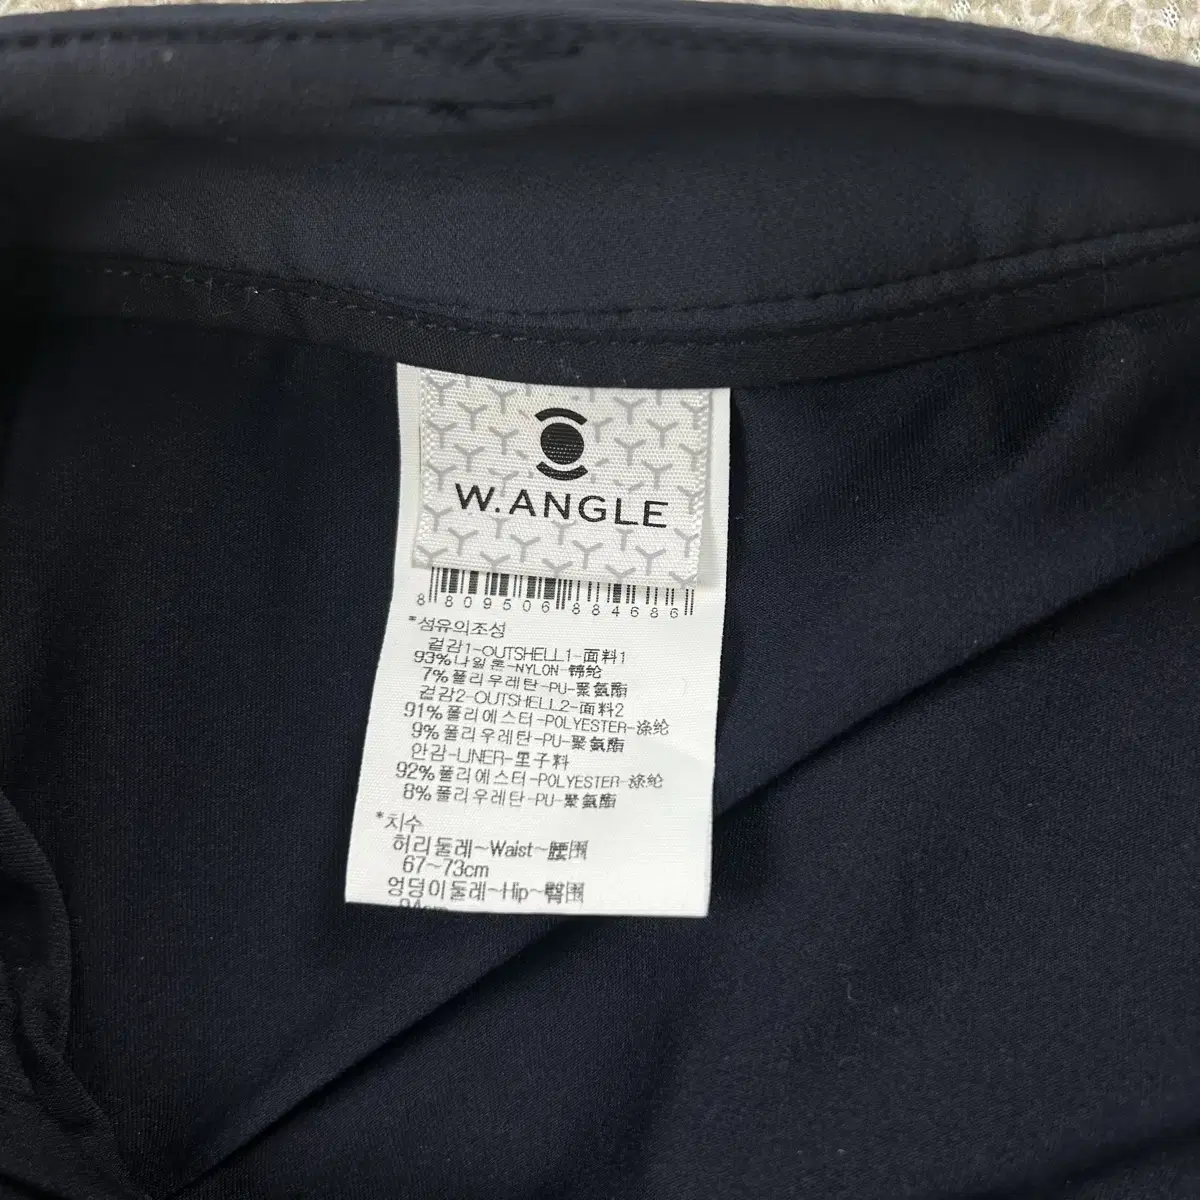 W.ANGLE
8 809506 884686
*섬유의조성
겉감1-OUTSHELL1-面料1
93%나일론-NYLON-锦纶
7%폴리우레탄-PU-聚氨酯
겉감2-OUTSHELL2-面料2
91%폴리에스터-POLYESTER-涤纶
9%폴리우레탄-PU-聚氨酯
안감-LINER-里子料
92%폴리에스터-POLYESTER-涤纶
8%폴리우레탄-PU-聚氨酯
*치수
허리둘레~Waist~腰围
67~73cm
엉덩이둘레~Hip~臀围
94cm